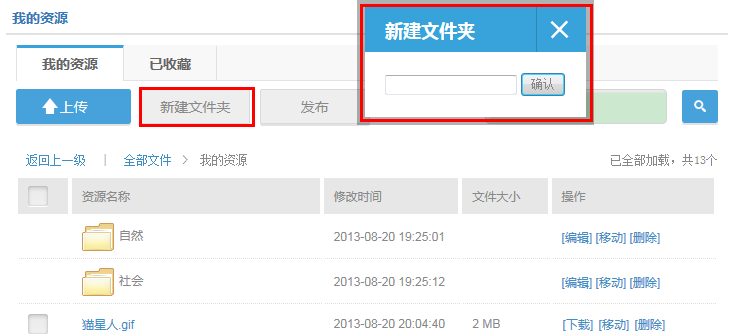 我的资源
新建文件夹
确认
我的资源 已收藏
上传 新建文件夹 发布
返回上一级 | 全部文件 > 我的资源 已全部加载，共13个
资源名称 修改时间 文件大小 操作
自然 2013-08-20 19:25:01 [编辑] [移动] [删除]
社会 2013-08-20 19:25:12 [编辑] [移动] [删除]
猫星人.gif 2013-08-20 20:04:40 2 MB [下载] [移动] [删除]